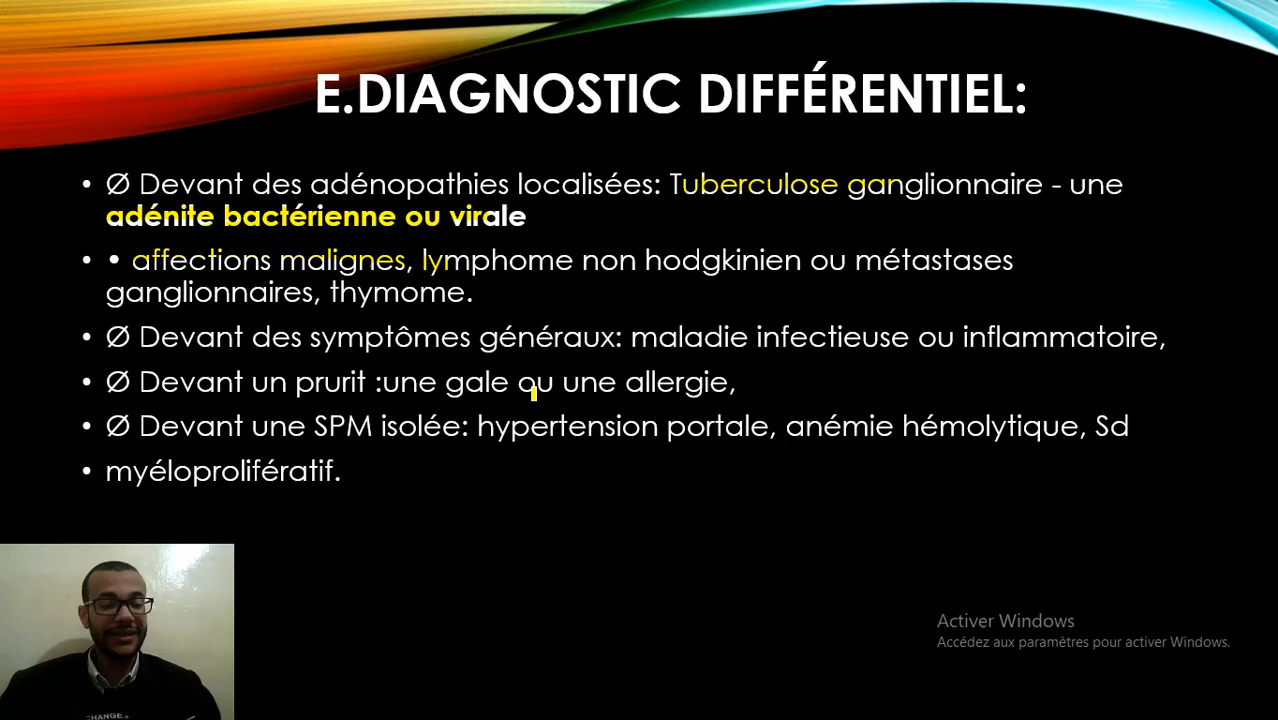 E.DIAGNOSTIC DIFFÉRENTIEL:
• Ø Devant des adénopathies localisées: Tuberculose ganglionnaire - une
adénite bactérienne ou virale
• • affections malignes, lymphome non hodgkinien ou métastases
ganglionnaires, thymome.
• Ø Devant des symptômes généraux: maladie infectieuse ou inflammatoire,
• Ø Devant un prurit :une gale ou une allergie,
• Ø Devant une SPM isolée: hypertension portale, anémie hémolytique, Sd
• myéloprolifératif.
Activer Windows
Accédez aux paramètres pour activer Windows.
CHANGE